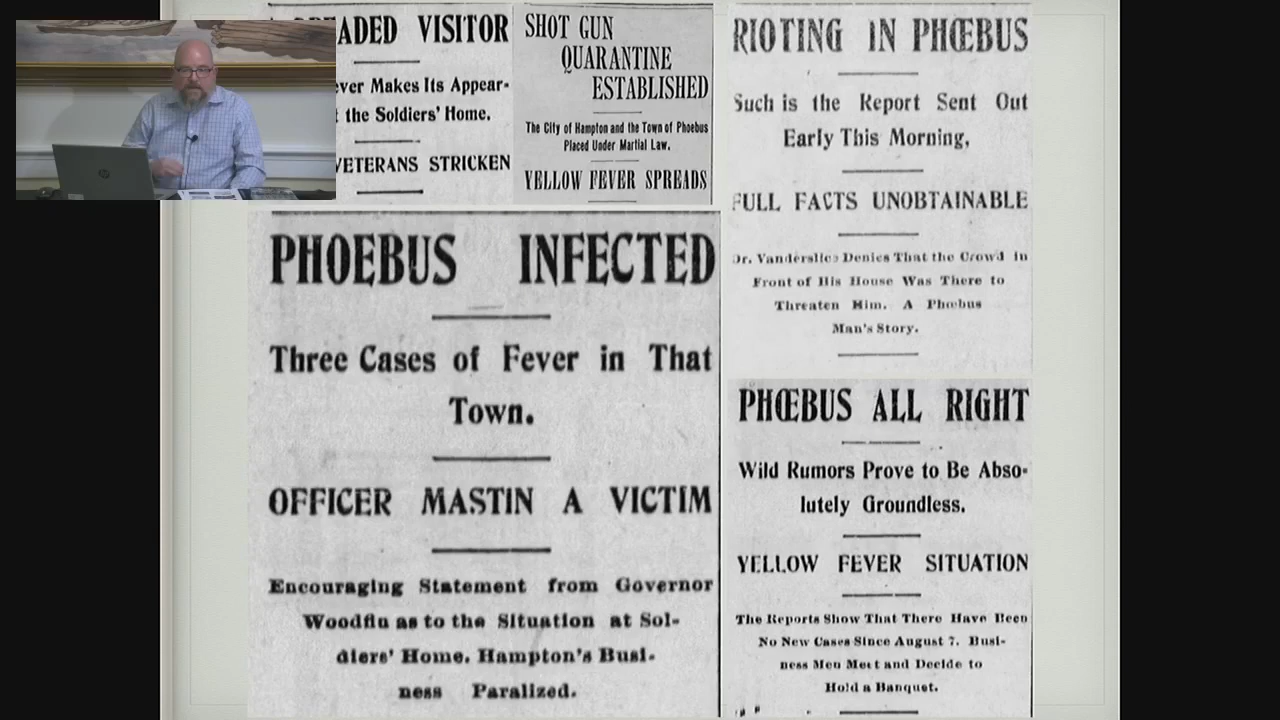 ADED VISITOR
ever Makes Its Appear-
t the Soldiers' Home.
VETERANS STRICKEN
SHOT GUN
QUARANTINE
ESTABLISHED
The City of Hampton and the Town of Phoebus
Placed Under Martial Law.
YELLOW FEVER SPREADS
PHOEBUS INFECTED
Three Cases of Fever in That
Town.
OFFICER MASTIN A VICTIM
Encouraging Statement from Governor
Woodfin as to the Situation at Sol-
diers' Home. Hampton's Busi-
ness Paralized.
RIOTING IN PHŒBUS
Such is the Report Sent Out
Early This Morning,
FULL FACTS UNOBTAINABLE
Dr. Vanderslice Denies That the Crowd in
Front of His House Was There to
Threaten Him. A Phœbus
Man's Story.
PHŒBUS ALL RIGHT
Wild Rumors Prove to Be Abso-
lutely Groundless.
YELLOW FEVER SITUATION
The Reports Show That There Have Been
No New Cases Since August 7. Busi-
ness Men Meet and Decide to
Hold a Banquet.